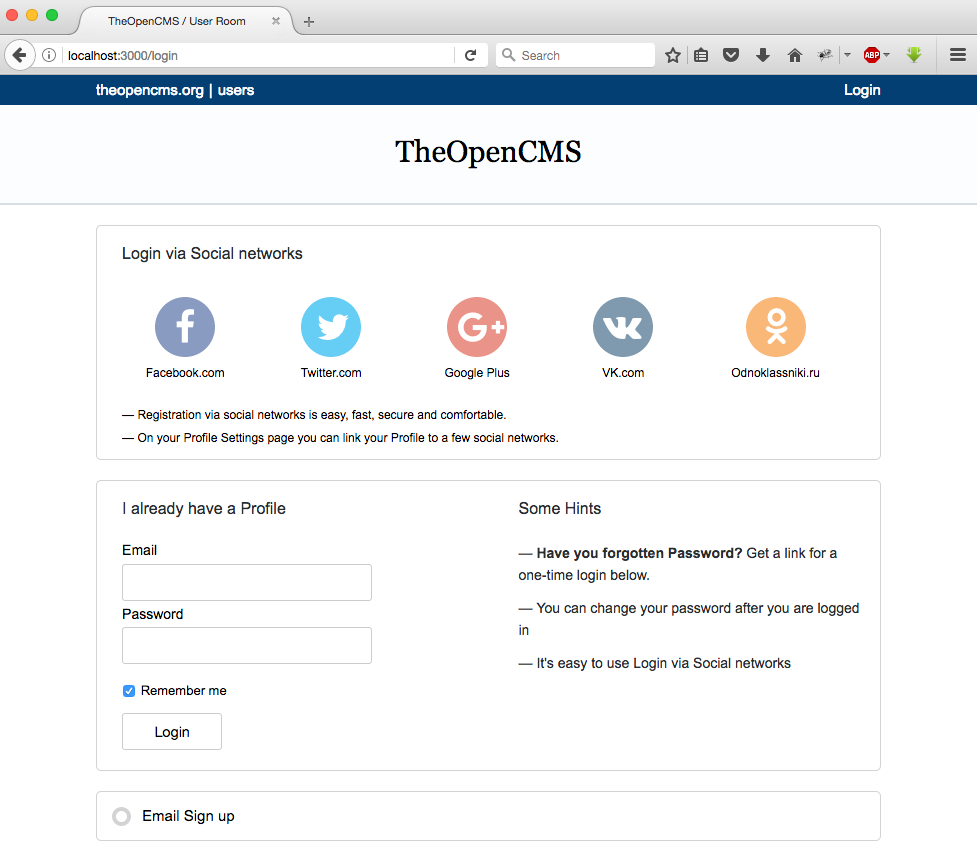 TheOpenCMS / User Room
localhost:3000/login
Search
ABP
theopencms.org | users
Login
TheOpenCMS
Login via Social networks
Facebook.com
Twitter.com
Google Plus
VK.com
Odnoklassniki.ru
— Registration via social networks is easy, fast, secure and comfortable.
— On your Profile Settings page you can link your Profile to a few social networks.
I already have a Profile
Email
Password
Remember me
Login
Some Hints
— Have you forgotten Password? Get a link for a
one-time login below.
— You can change your password after you are logged
in
— It's easy to use Login via Social networks
Email Sign up